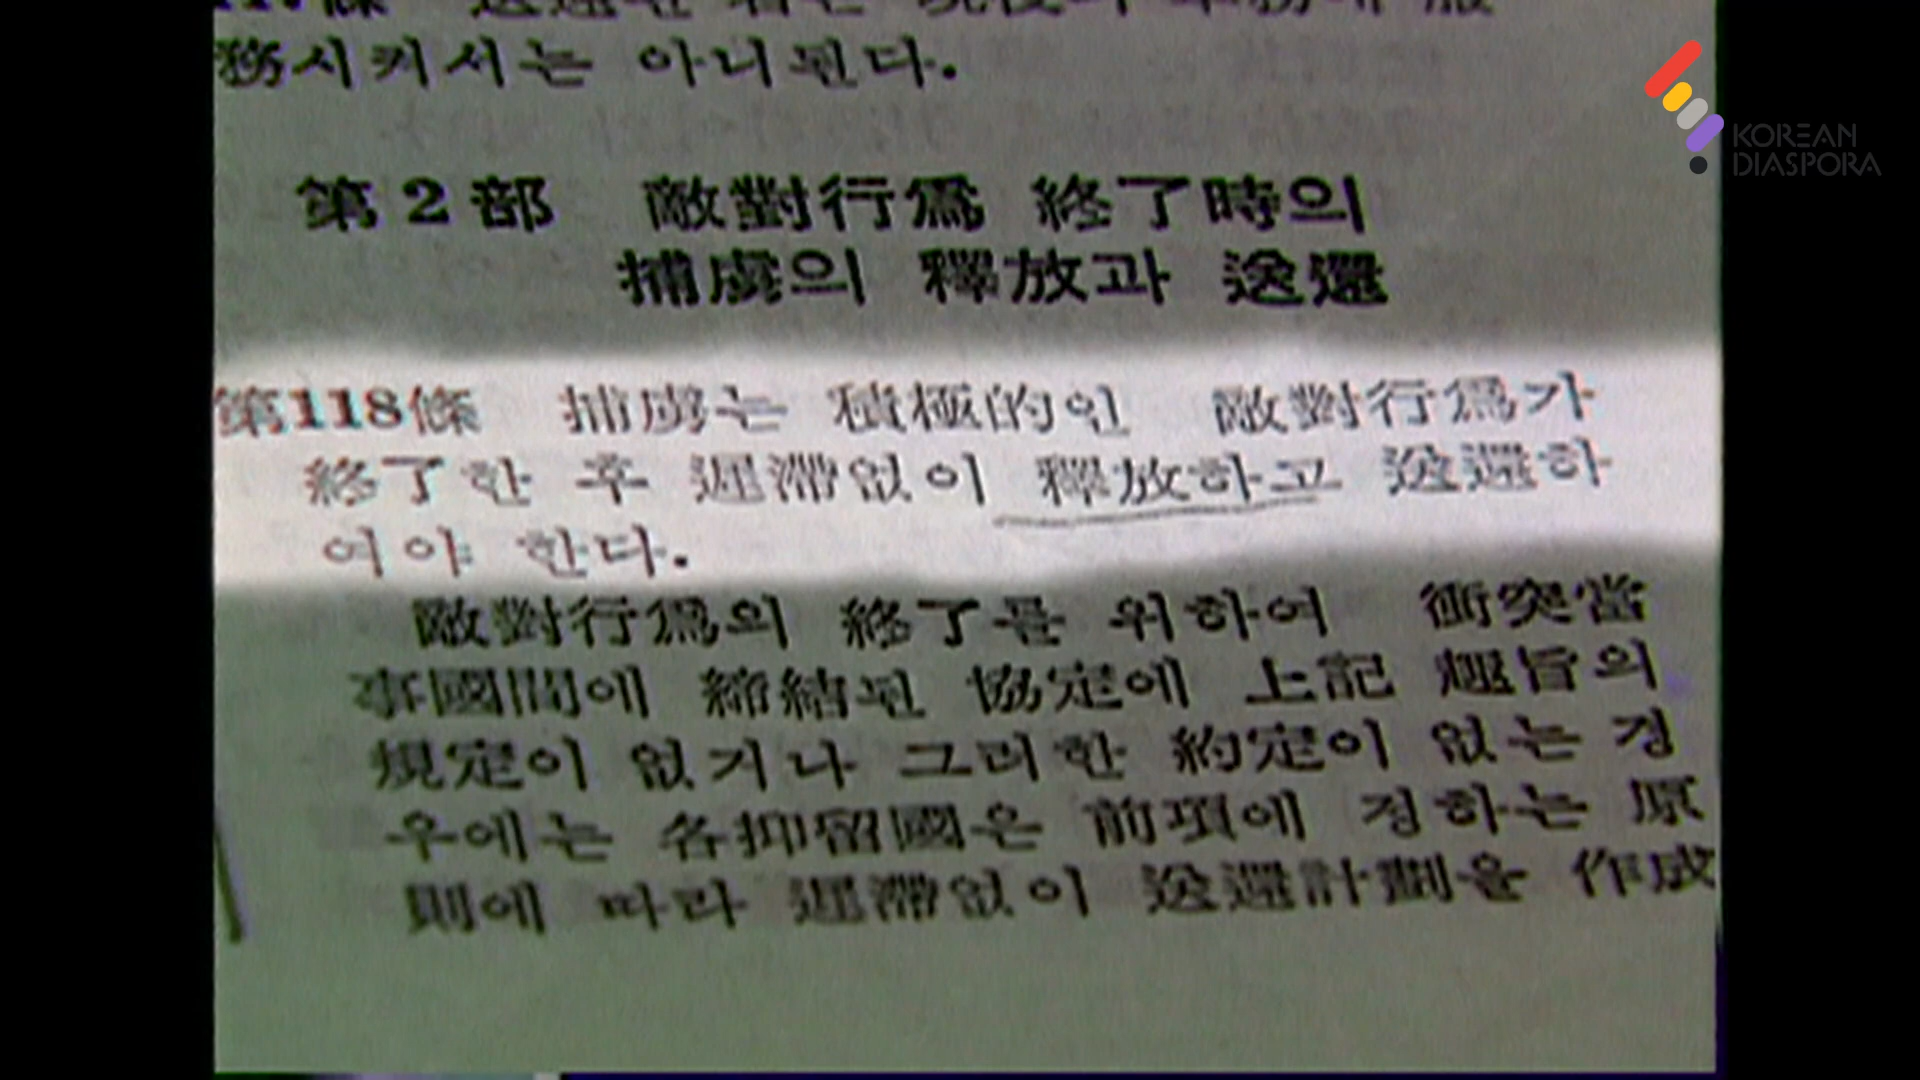 務시키서는 아니된다.
第2部 敵對行爲 終了時의
捕虜의 釋放과 送還
第118條 捕虜는 積極的인 敵對行爲가
終了한 후 遲滯없이 釋放하고 送還하
여야 한다.
敵對行爲의 終了를 위하여 衝突當
事國間에 締結된 協定에 上記 趣旨의
規定이 없거나 그러한 約定이 없는 경
우에는 各抑留國은 前項에 정하는 原
則에 따라 遲滯없이 送還計劃을 作成
KOREAN
DIASPORA